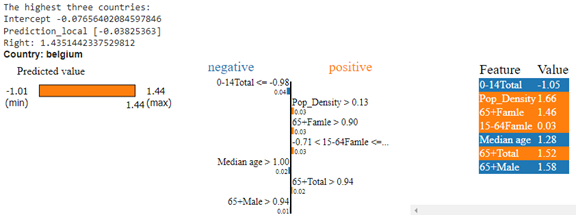 The highest three countries:
Intercept -0.07656402084597846
Prediction_local [-0.03825363]
Right: 1.4351442337529812
Country: belgium
Predicted value
-1.01
(min)
1.44
(max)
1.44
negative
positive
0-14Total <= -0.98
0.04
Pop_Density > 0.13
0.03
65+Famle > 0.90
0.03
-0.71 < 15-64Famle <=...
0.03
Median age > 1.00
0.02
65+Total > 0.94
0.02
65+Male > 0.94
0.01
Feature Value
0-14Total -1.05
Pop_Density 1.66
65+Famle 1.46
15-64Famle 0.03
Median age 1.28
65+Total 1.52
65+Male 1.58